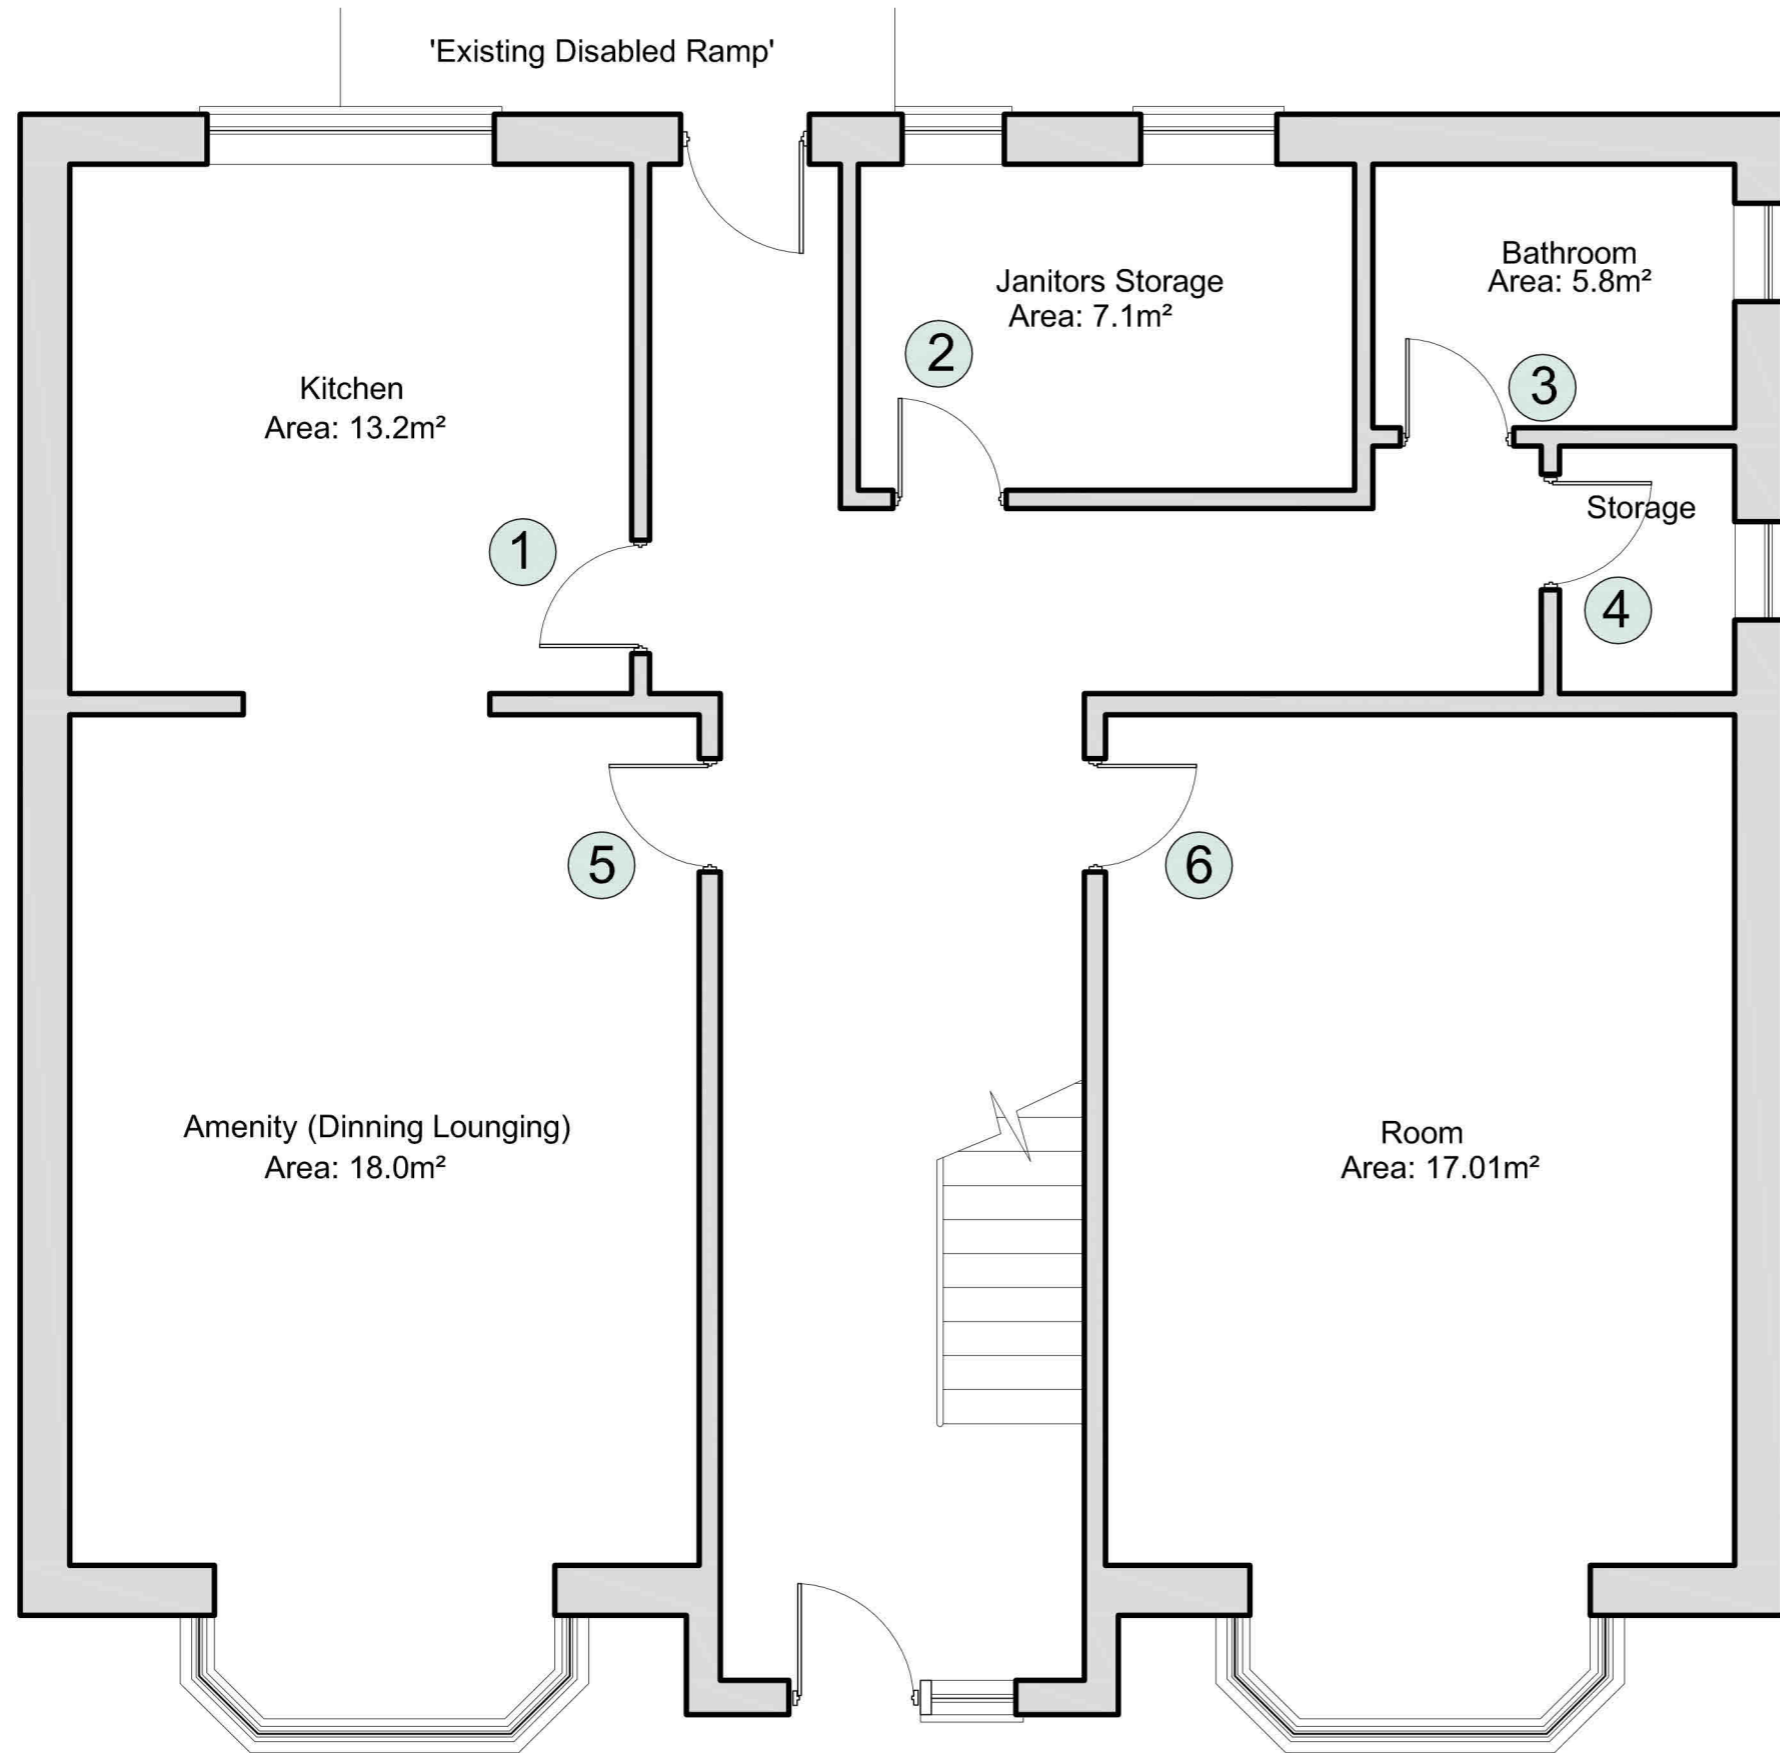 'Existing Disabled Ramp'
Bathroom
Area: 5.8m²
Janitors Storage
Area: 7.1m²
2
3
Kitchen
Area: 13.2m²
Storage
1
4
5
6
Amenity (Dinning Lounging)
Area: 18.0m²
Room
Area: 17.01m²